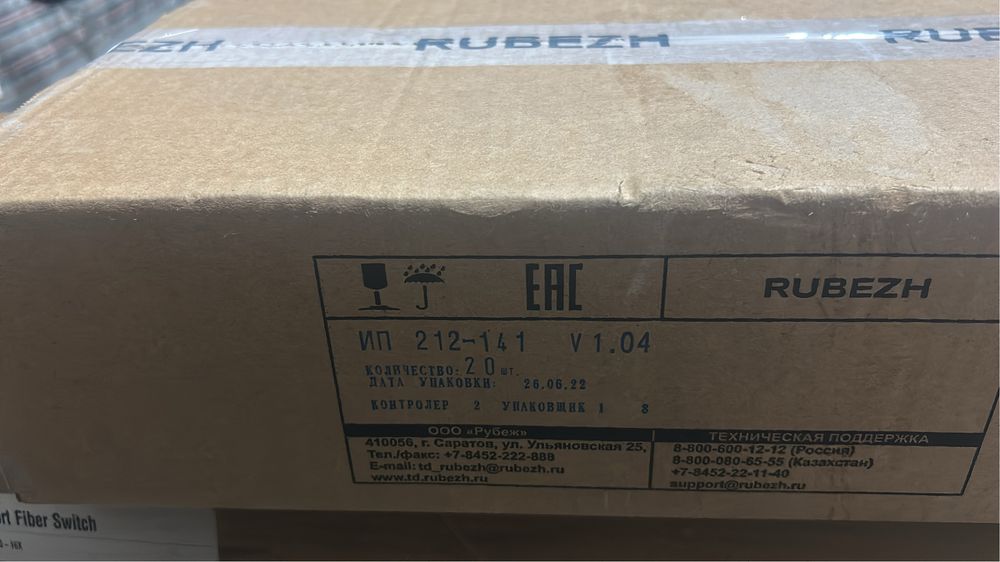 EZH RUBEZH RUBE
EAC RUBEZH
ИП 212-141 V1.04
КОЛИЧЕСТВО: 20 шт.
ДАТА УПАКОВКИ: 26.06.22
КОНТРОЛЕР 2 УПАКОВЩИК 1 8
ООО «Рубеж»
410056, г. Саратов, ул. Ульяновская 25,
Тел./факс: +7-8452-222-888
E-mail: td_rubezh@rubezh.ru
www.td.rubezh.ru
ТЕХНИЧЕСКАЯ ПОДДЕРЖКА
8-800-600-12-12 (Россия)
8-800-080-65-55 (Казахстан)
+7-8452-22-11-40
support@rubezh.ru
rt Fiber Switch